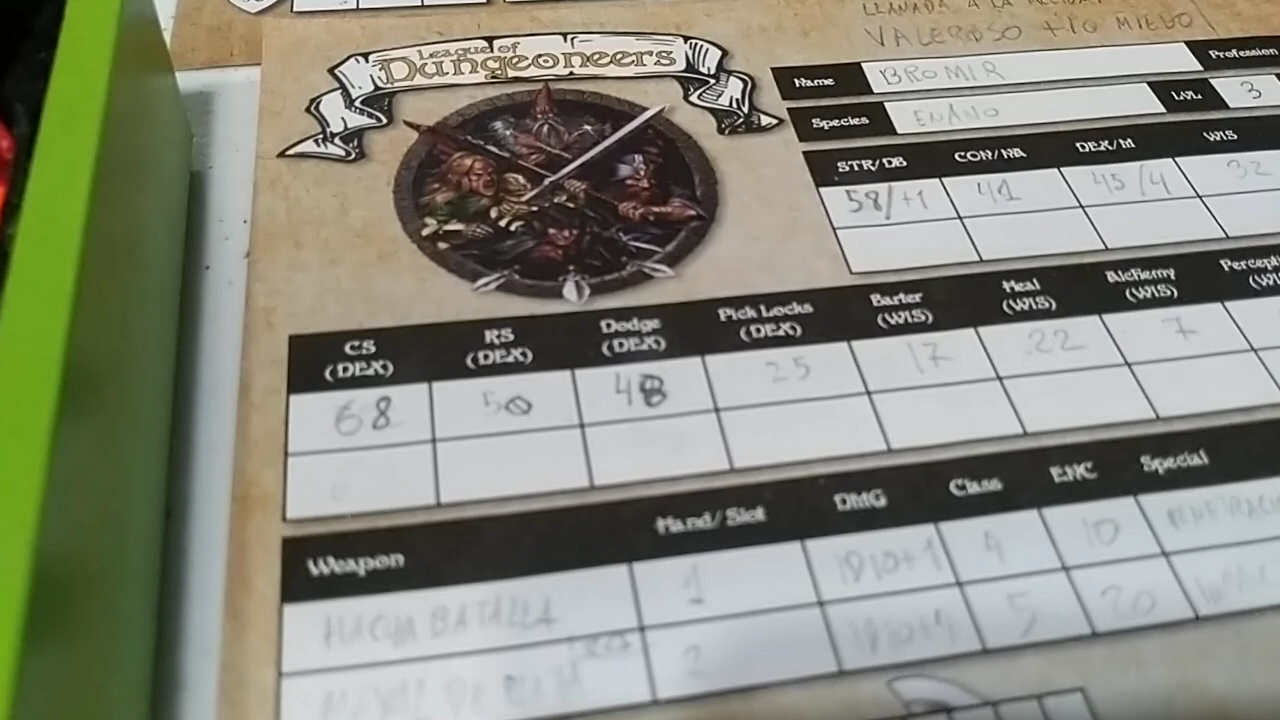 LLAMADA A LA
VALEROSO +10 MIEDO
League of
Dungeoneers
Name BROMIR Profession
Species ENANO LVL 3
STR/DB CON/NA DEX/M WIS
58/+1 41 45/4 32
CS (DEX) RS (DEX) Dodge (DEX) Pick Locks (DEX) Barter (WIS) Heal (WIS) Alchemy (WIS)
68 50 48 25 17 22 7
Weapon Hand/Slot DMG Class ENC Special
HACHA BATALLA 1 1D10+1 4 10
2 5 20